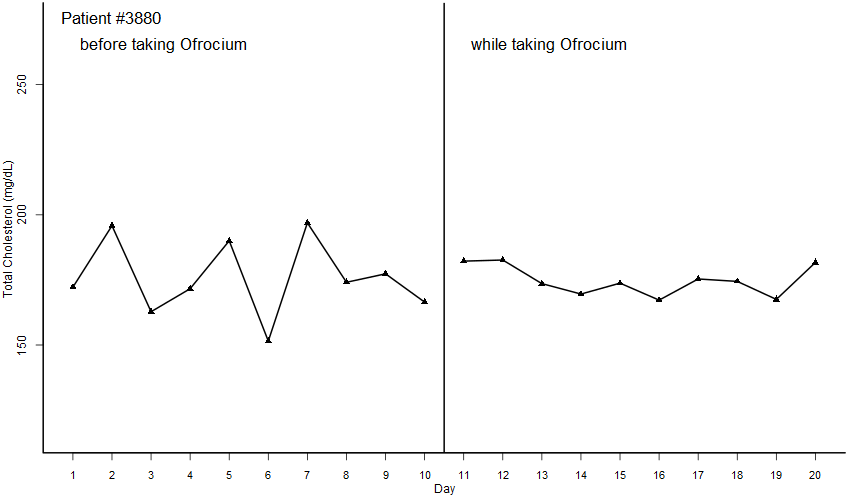 Patient #3880
before taking Ofrocium
while taking Ofrocium
Total Cholesterol (mg/dL)
250
200
150
1 2 3 4 5 6 7 8 9 10 11 12 13 14 15 16 17 18 19 20
Day